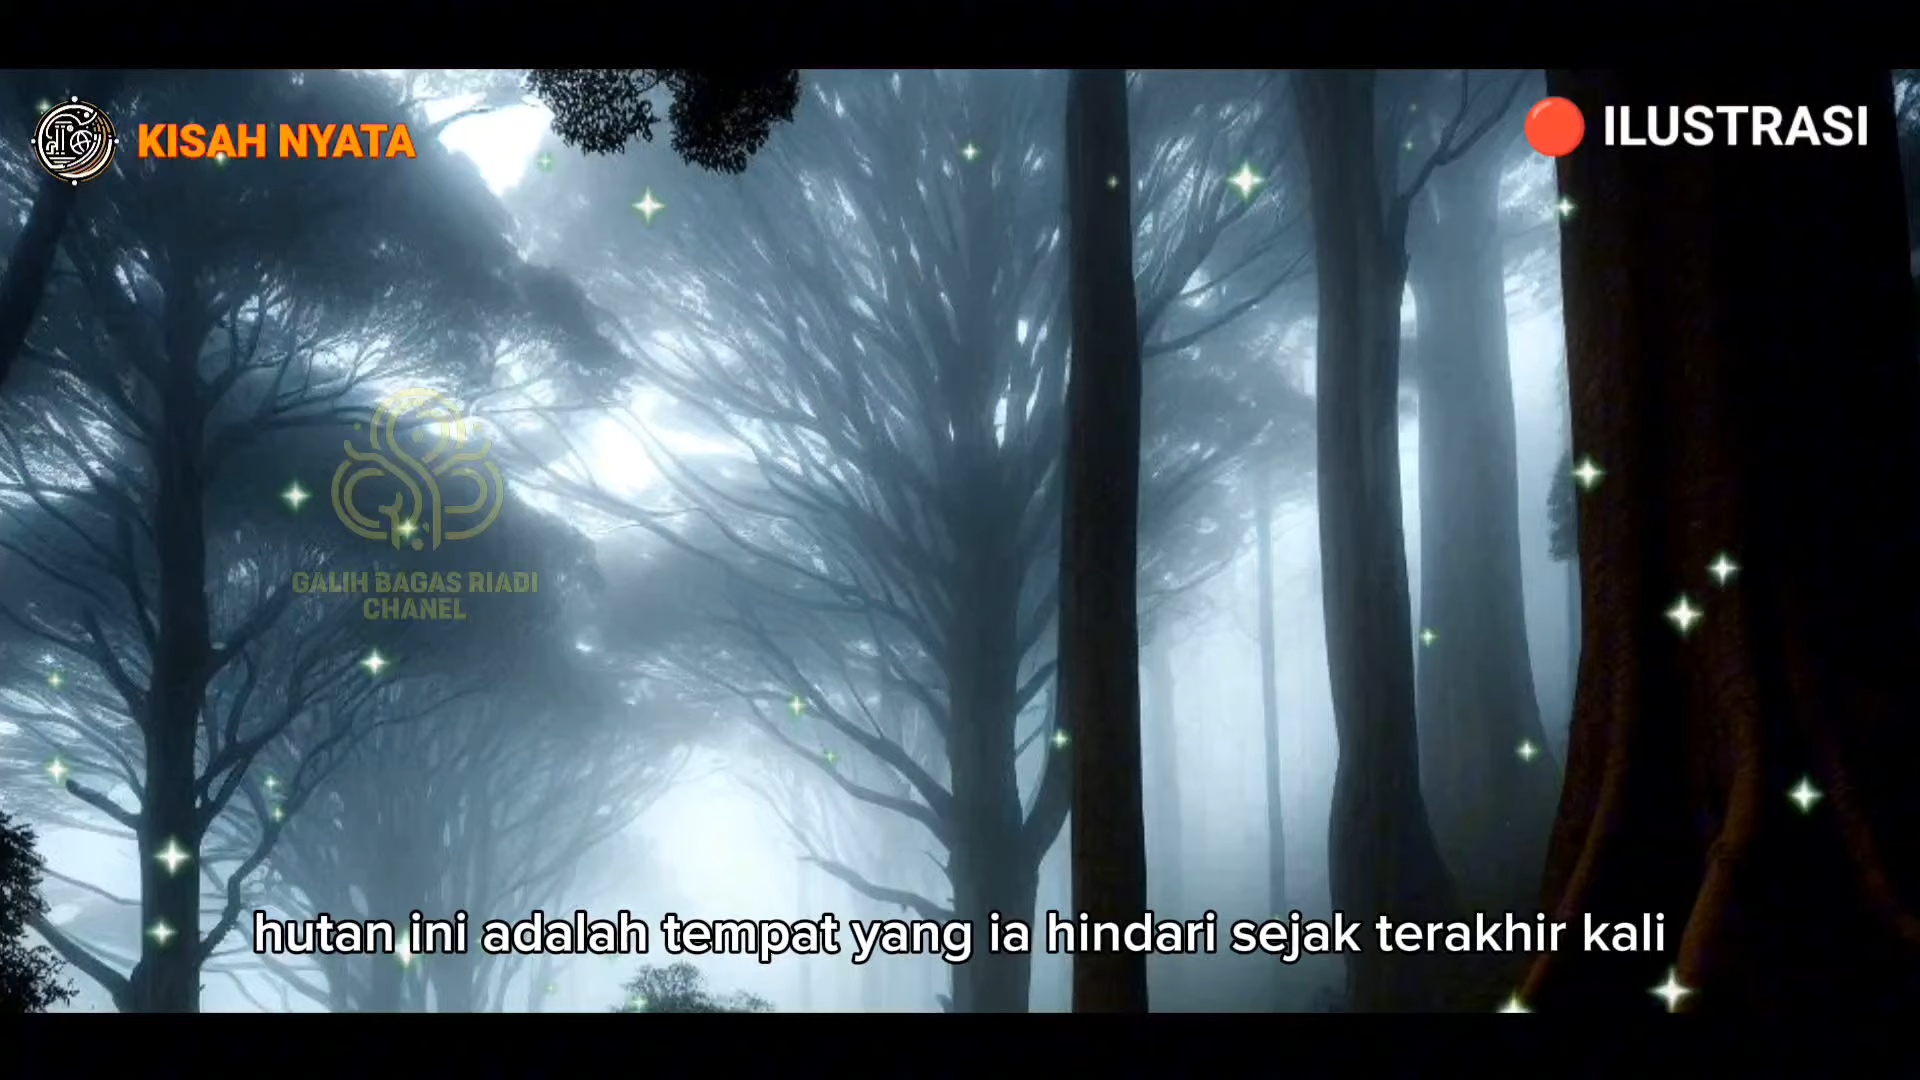 KISAH NYATA
ILUSTRASI
GALIH BAGAS RIADI
CHANEL
hutan ini adalah tempat yang ia hindari sejak terakhir kali